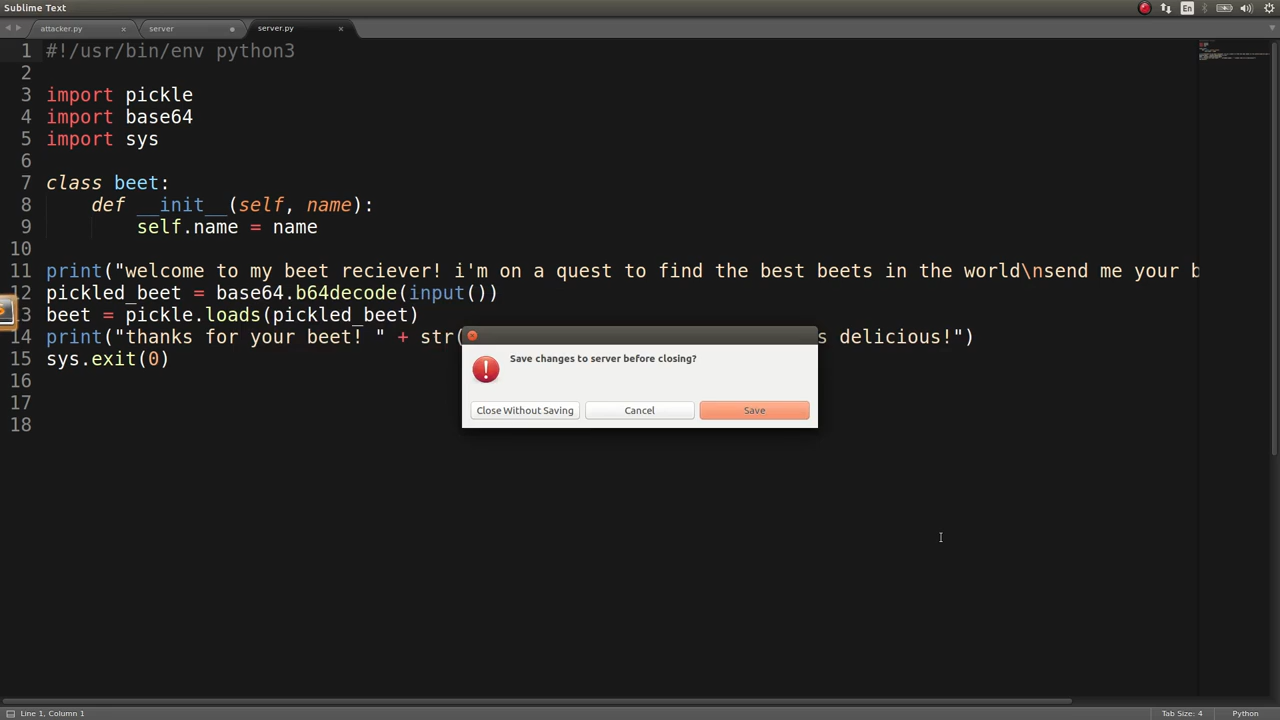 Sublime Text
En
attacker.py × server server.py ×
1 #!/usr/bin/env python3
2
3 import pickle
4 import base64
5 import sys
6
7 class beet:
8 def __init__(self, name):
9 self.name = name
10
11 print("welcome to my beet reciever! i'm on a quest to find the best beets in the world\nsend me your b
12 pickled_beet = base64.b64decode(input())
13 beet = pickle.loads(pickled_beet)
14 print("thanks for your beet! " + str( s delicious!")
15 sys.exit(0)
16
17
18
Save changes to server before closing?
Close Without Saving Cancel Save
Line 1, Column 1 Tab Size: 4 Python